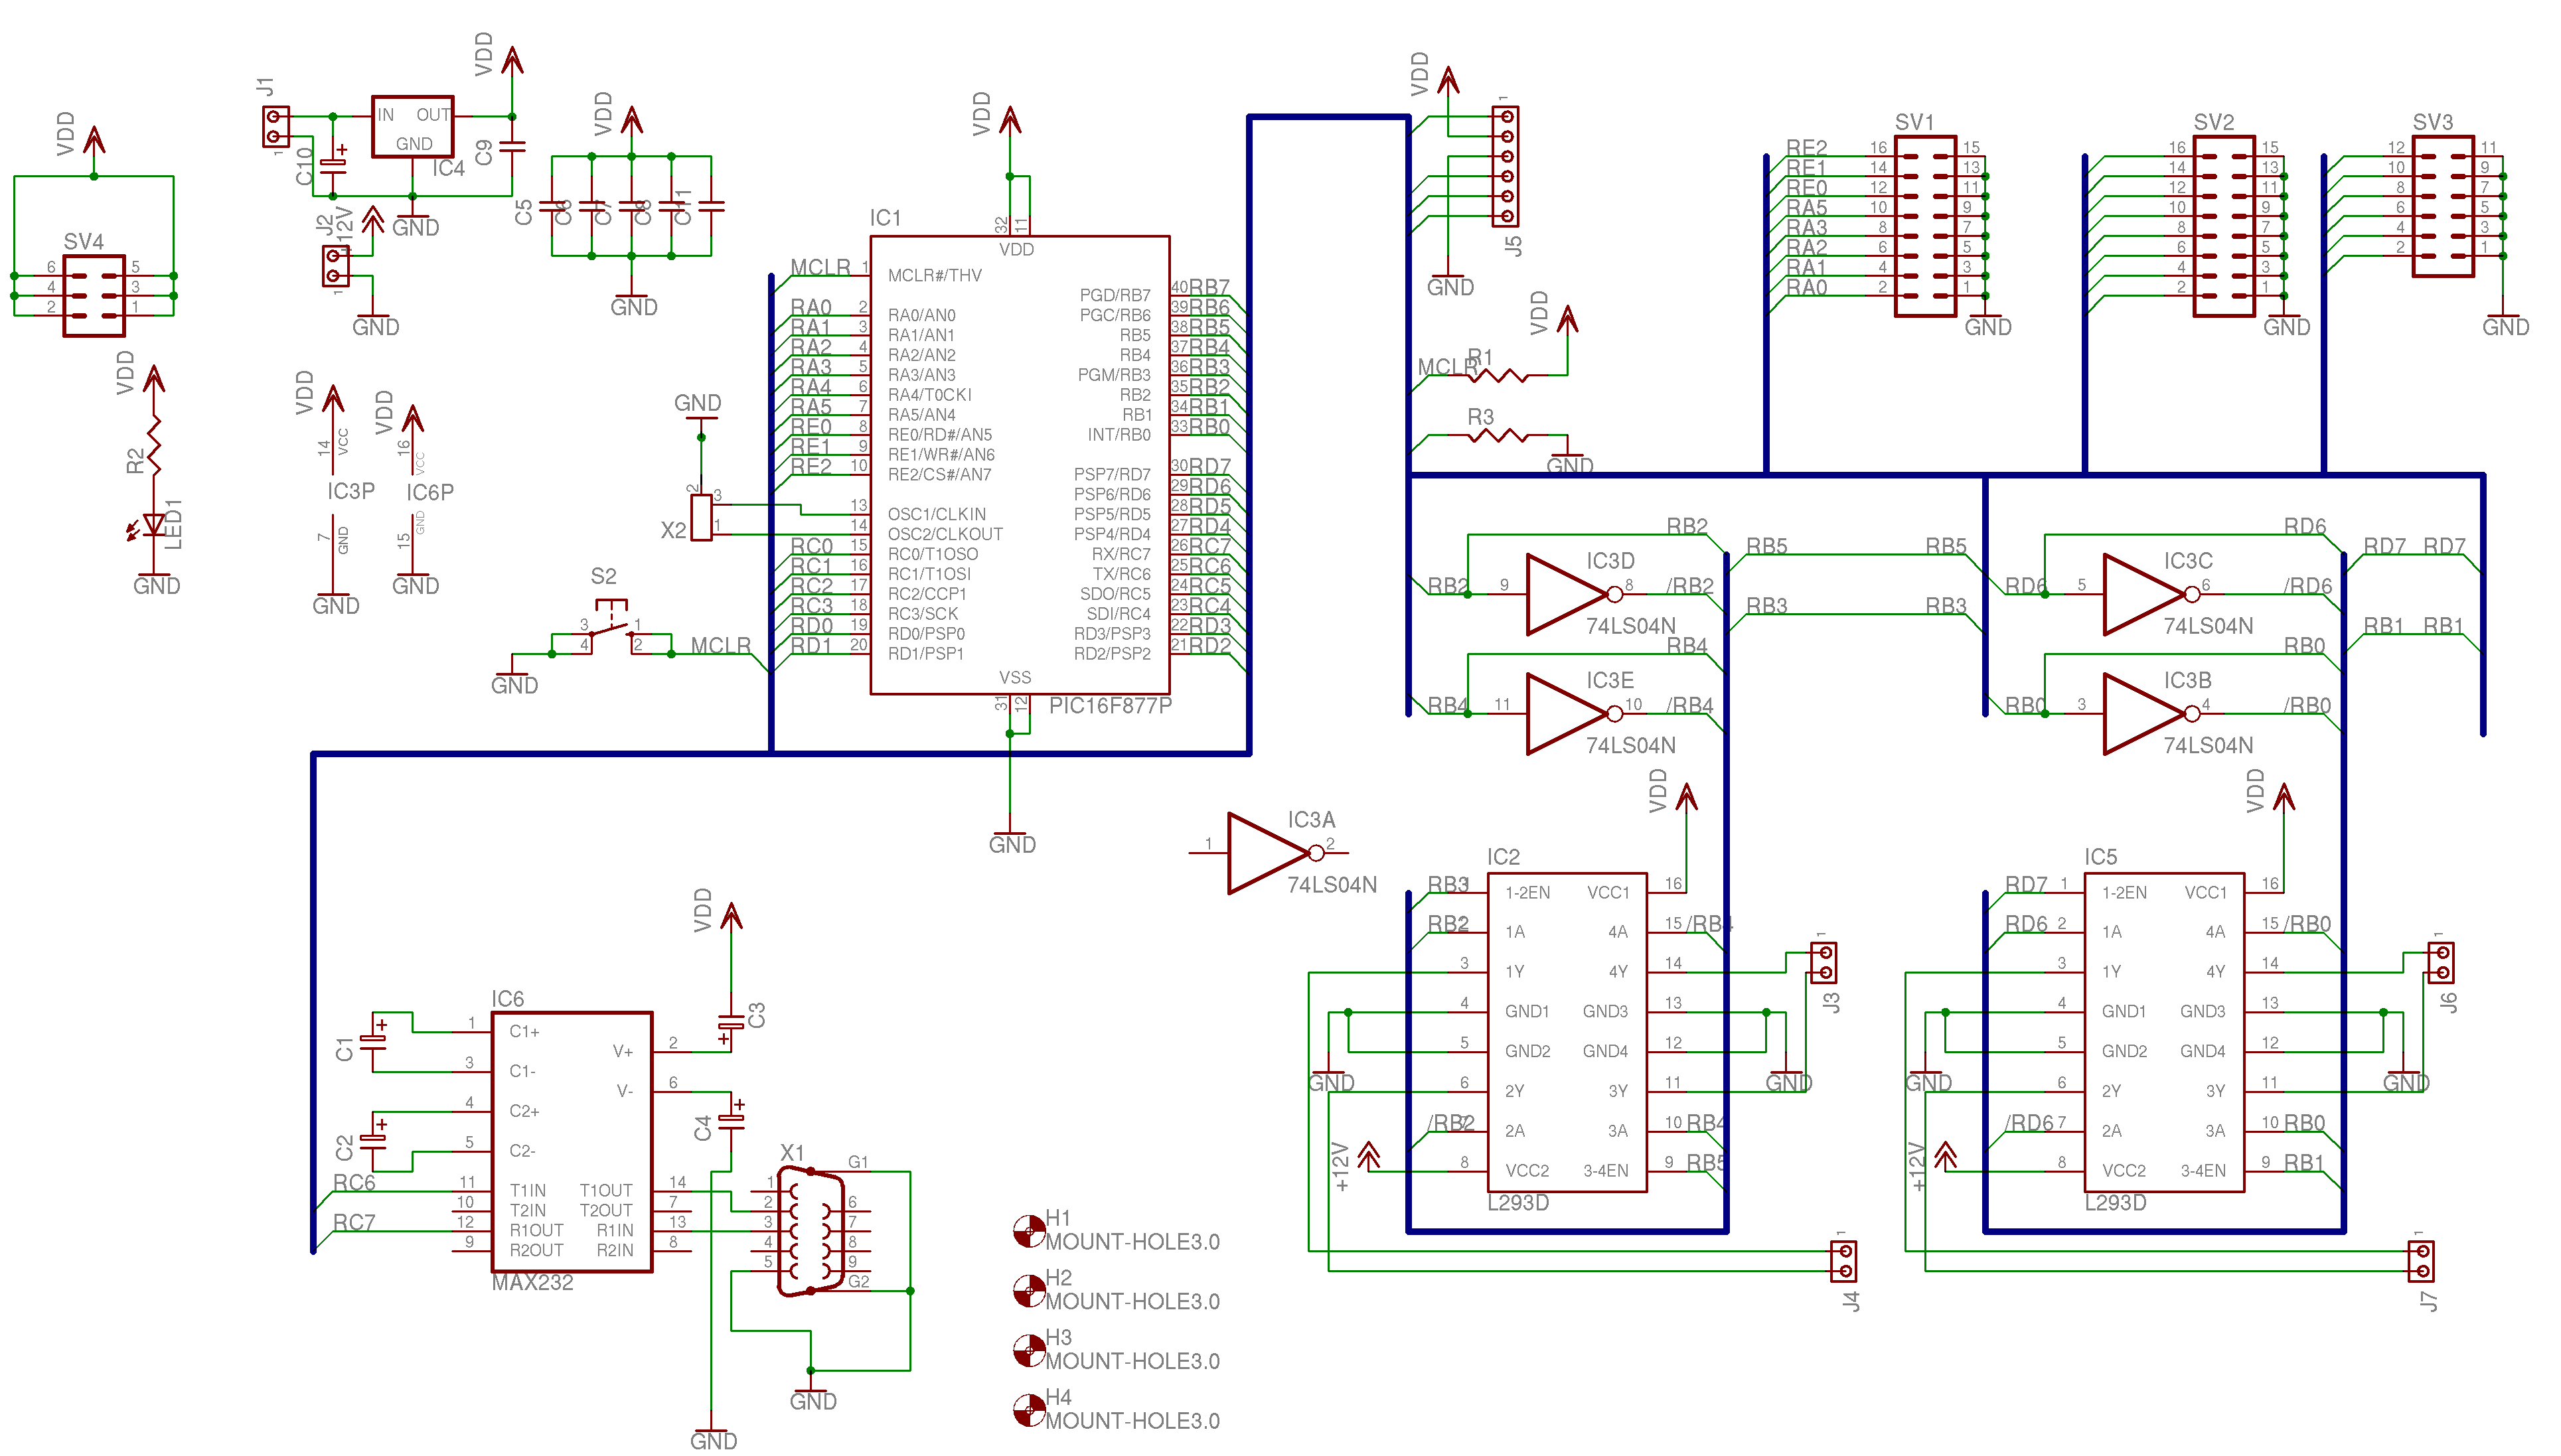 VDD
SV4
6 5
4 3
2 1
VDD
R2
LED1
GND
J1
1
C10
IN OUT
GND
IC4
VDD
C9
GND
J2
+12V
1
GND
VDD
14
VCC
IC3P
7
GND
GND
VDD
16
VCC
IC6P
15
GND
GND
VDD
C5
C6
C7
C8
C11
GND
VDD
IC1
32 11
VDD
MCLR 1 MCLR#/THV
RA0 2 RA0/AN0
RA1 3 RA1/AN1
RA2 4 RA2/AN2
RA3 5 RA3/AN3
RA4 6 RA4/T0CKI
RA5 7 RA5/AN4
RE0 8 RE0/RD#/AN5
RE1 9 RE1/WR#/AN6
RE2 10 RE2/CS#/AN7
13 OSC1/CLKIN
14 OSC2/CLKOUT
RC0 15 RC0/T1OSO
RC1 16 RC1/T1OSI
RC2 17 RC2/CCP1
RC3 18 RC3/SCK
RD0 19 RD0/PSP0
RD1 20 RD1/PSP1
PGD/RB7 40 RB7
PGC/RB6 39 RB6
RB5 38 RB5
RB4 37 RB4
PGM/RB3 36 RB3
RB2 35 RB2
RB1 34 RB1
INT/RB0 33 RB0
PSP7/RD7 30 RD7
PSP6/RD6 29 RD6
PSP5/RD5 28 RD5
PSP4/RD4 27 RD4
RX/RC7 26 RC7
TX/RC6 25 RC6
SDO/RC5 24 RC5
SDI/RC4 23 RC4
RD3/PSP3 22 RD3
RD2/PSP2 21 RD2
VSS
31 12
PIC16F877P
GND
GND
2
3
1
X2
S2
3 1
4 2
MCLR
GND
VDD
1
J5
GND
VDD
MCLR R1
R3
GND
SV1
RE2 16 15
RE1 14 13
RE0 12 11
RA5 10 9
RA3 8 7
RA2 6 5
RA1 4 3
RA0 2 1
GND
SV2
16 15
14 13
12 11
10 9
8 7
6 5
4 3
2 1
GND
SV3
12 11
10 9
8 7
6 5
4 3
2 1
GND
RB2
IC3D
RB2 9 8 /RB2
74LS04N
RB4
IC3E
RB4 11 10 /RB4
74LS04N
RB5 RB5
RB3 RB3
RD6
IC3C
RD6 5 6 /RD6
74LS04N
RB0
IC3B
RB0 3 4 /RB0
74LS04N
RD7 RD7
RB1 RB1
IC3A
1 2
74LS04N
VDD
IC2
RB3 1 1-2EN VCC1 16
RB2 2 1A 4A 15 /RB4
3 1Y 4Y 14
4 GND1 GND3 13
5 GND2 GND4 12
6 2Y 3Y 11
/RB2 7 2A 3A 10 RB4
8 VCC2 3-4EN 9 RB5
L293D
GND
GND
+12V
1
J3
1
J4
VDD
IC5
RD7 1 1-2EN VCC1 16
RD6 2 1A 4A 15 /RB0
3 1Y 4Y 14
4 GND1 GND3 13
5 GND2 GND4 12
6 2Y 3Y 11
/RD6 7 2A 3A 10 RB0
8 VCC2 3-4EN 9 RB1
L293D
GND
GND
+12V
1
J6
1
J7
VDD
C3
IC6
C1
1 C1+
3 C1-
C2
4 C2+
5 C2-
V+ 2
V- 6
C4
RC6 11 T1IN T1OUT 14
10 T2IN T2OUT 7
RC7 12 R1OUT R1IN 13
9 R2OUT R2IN 8
MAX232
X1
G1
1
2 6
3 7
4 8
5 9
G2
GND
GND
H1
MOUNT-HOLE3.0
H2
MOUNT-HOLE3.0
H3
MOUNT-HOLE3.0
H4
MOUNT-HOLE3.0